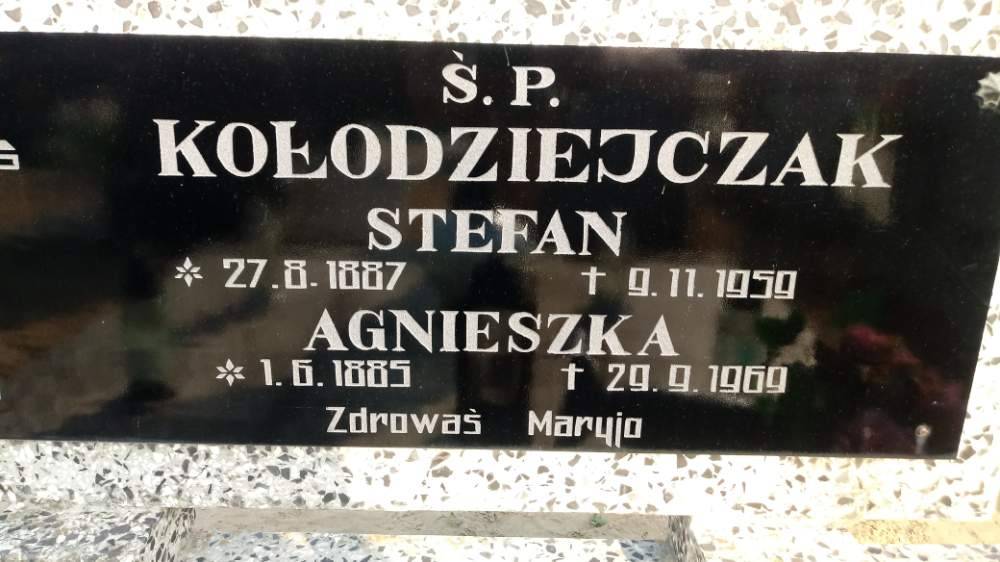 Ś. P.
KOŁODZIEJCZAK
STEFAN
* 27.8.1887 † 9.11.1959
AGNIESZKA
* 1.6.1885 † 29.9.1969
Zdrowaś Maryjo